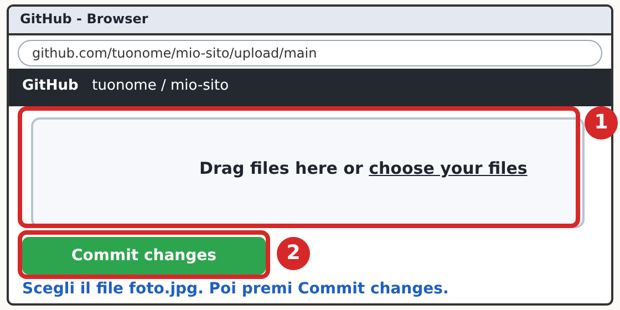 GitHub - Browser
github.com/tuonome/mio-sito/upload/main
GitHub tuonome / mio-sito
1
Drag files here or choose your files
Commit changes
2
Scegli il file foto.jpg. Poi premi Commit changes.